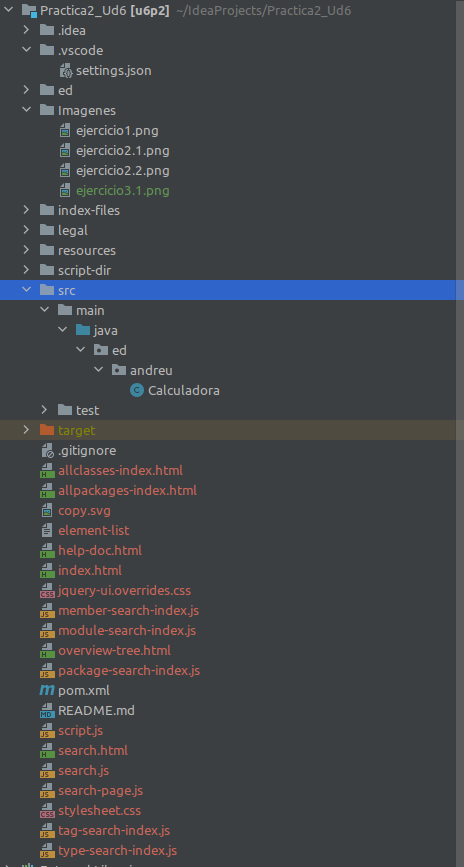 Practica2_Ud6 [u6p2] ~/IdeaProjects/Practica2_Ud6
.idea
.vscode
settings.json
ed
Imagenes
ejercicio1.png
ejercicio2.1.png
ejercicio2.2.png
ejercicio3.1.png
index-files
legal
resources
script-dir
src
main
java
ed
andreu
Calculadora
test
target
.gitignore
allclasses-index.html
allpackages-index.html
copy.svg
element-list
help-doc.html
index.html
jquery-ui.overrides.css
member-search-index.js
module-search-index.js
overview-tree.html
package-search-index.js
pom.xml
README.md
script.js
search.html
search.js
search-page.js
stylesheet.css
tag-search-index.js
type-search-index.js